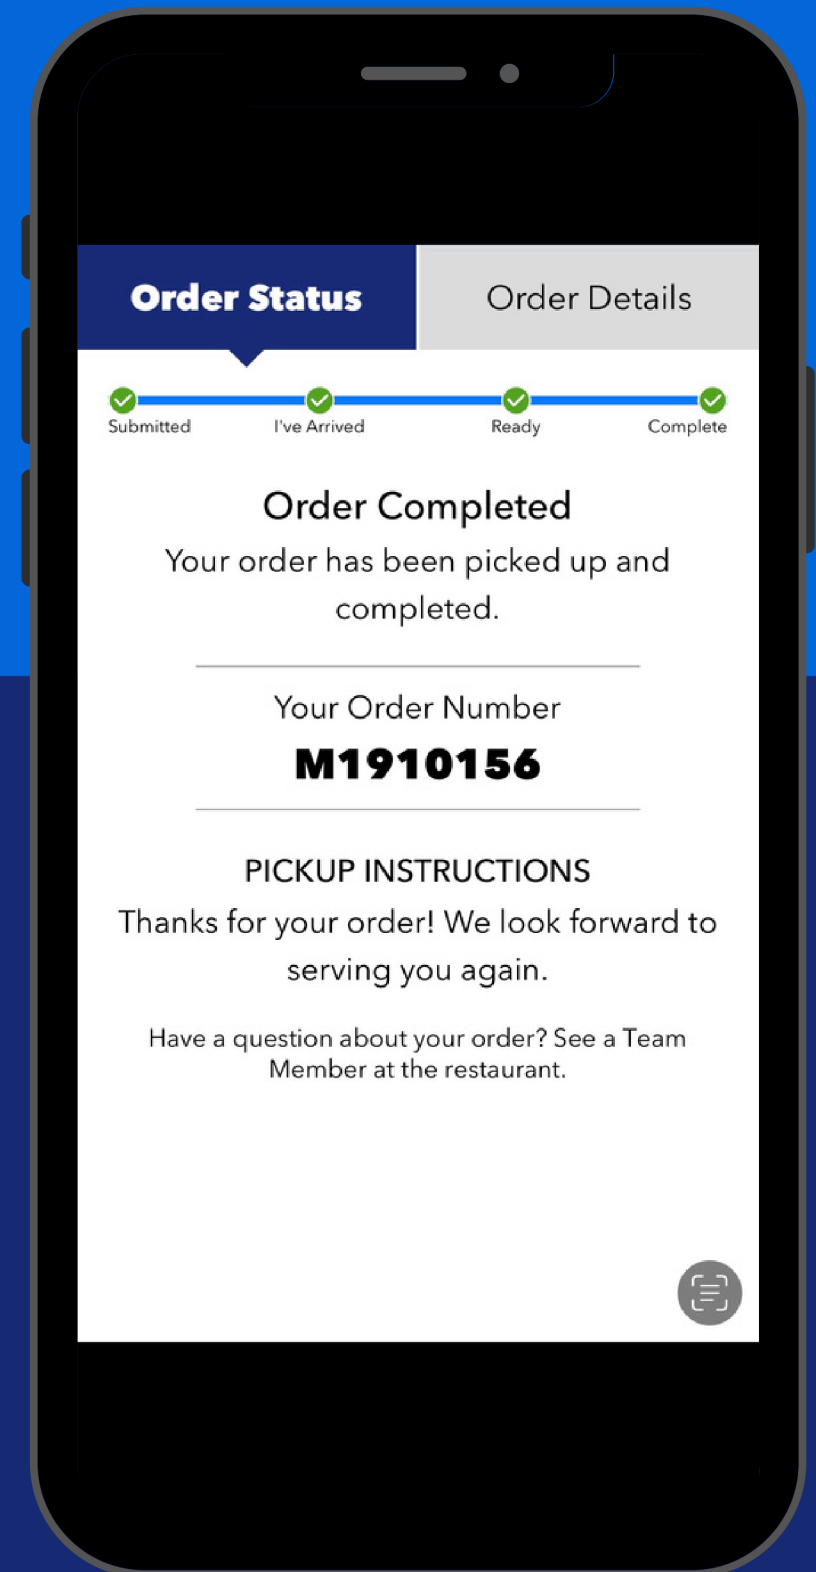 Order Status
Order Details
Submitted
I've Arrived
Ready
Complete
Order Completed
Your order has been picked up and
completed.
Your Order Number
M1910156
PICKUP INSTRUCTIONS
Thanks for your order! We look forward to
serving you again.
Have a question about your order? See a Team
Member at the restaurant.